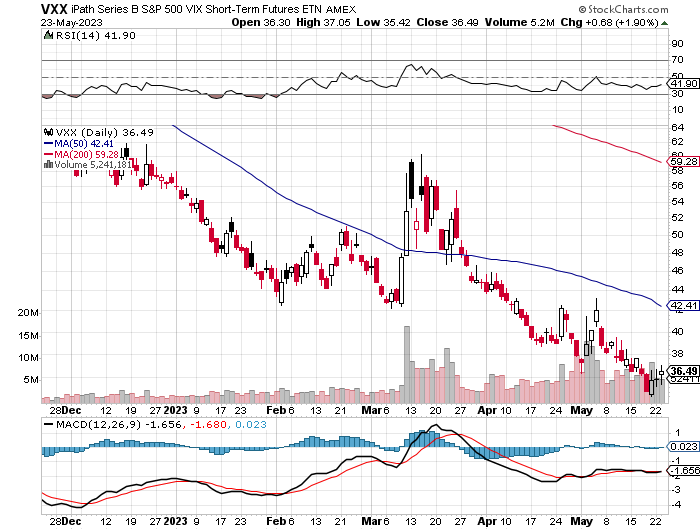 VXX iPath Series B S&P 500 VIX Short-Term Futures ETN AMEX © StockCharts.com
23-May-2023 Open 36.30 High 37.05 Low 35.42 Close 36.49 Volume 5.2M Chg +0.68 (+1.90%)
RSI(14) 41.90
90
70
50
41.90
30
10
VXX (Daily) 36.49
MA(50) 42.41
MA(200) 59.28
Volume 5,241,181
64
62
60
59.28
58
56
54
52
50
48
46
44
42.41
40
38
36.49
20M
15M
10M
5M
28 Dec 12 19 27 2023 9 17 23 Feb 6 13 21 Mar 6 13 20 27 Apr 10 17 24 May 8 15 22
MACD(12,26,9) -1.656, -1.680, 0.023
1
0.023
-1
-1.656
-2
-3
-4
28 Dec 12 19 27 2023 9 17 23 Feb 6 13 21 Mar 6 13 20 27 Apr 10 17 24 May 8 15 22